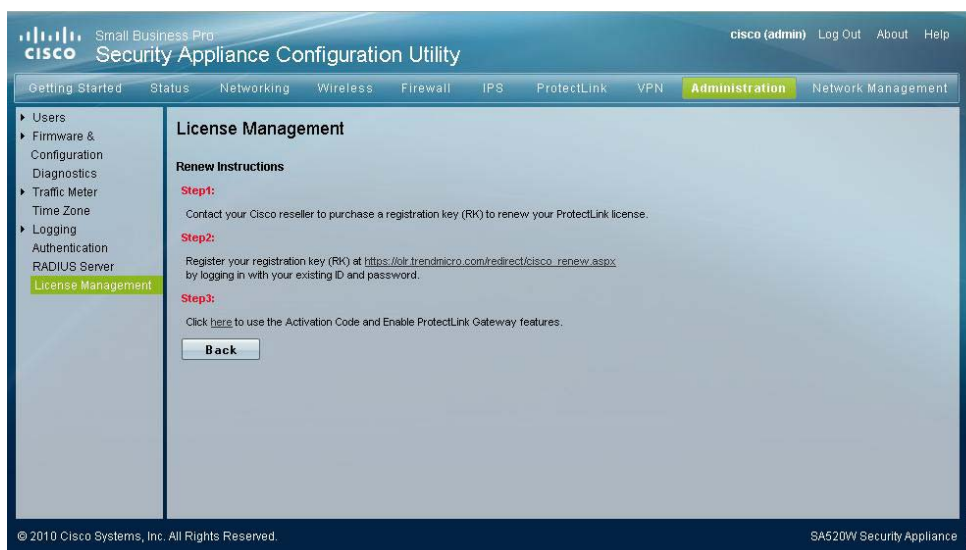 Small Business Pro
CISCO Security Appliance Configuration Utility
cisco (admin) Log Out About Help
Getting Started Status Networking Wireless Firewall IPS ProtectLink VPN Administration Network Management
Users
Firmware &
Configuration
Diagnostics
Traffic Meter
Time Zone
Logging
Authentication
RADIUS Server
License Management
License Management
Renew Instructions
Step1:
Contact your Cisco reseller to purchase a registration key (RK) to renew your ProtectLink license.
Step2:
Register your registration key (RK) at https://olr.trendmicro.com/redirect/cisco_renew.aspx
by logging in with your existing ID and password.
Step3:
Click here to use the Activation Code and Enable ProtectLink Gateway features.
Back
© 2010 Cisco Systems, Inc. All Rights Reserved.
SA520W Security Appliance